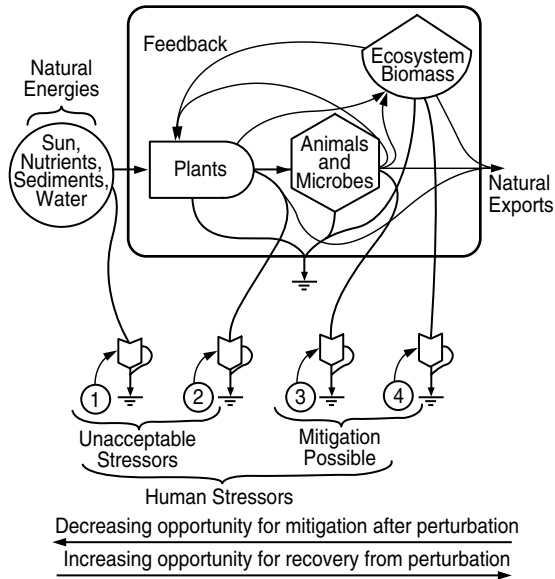 Feedback
Ecosystem
Biomass
Natural
Energies
Sun,
Nutrients,
Sediments,
Water
Plants
Animals
and
Microbes
Natural
Exports
1
2
3
4
Unacceptable
Stressors
Mitigation
Possible
Human Stressors
Decreasing opportunity for mitigation after perturbation
Increasing opportunity for recovery from perturbation